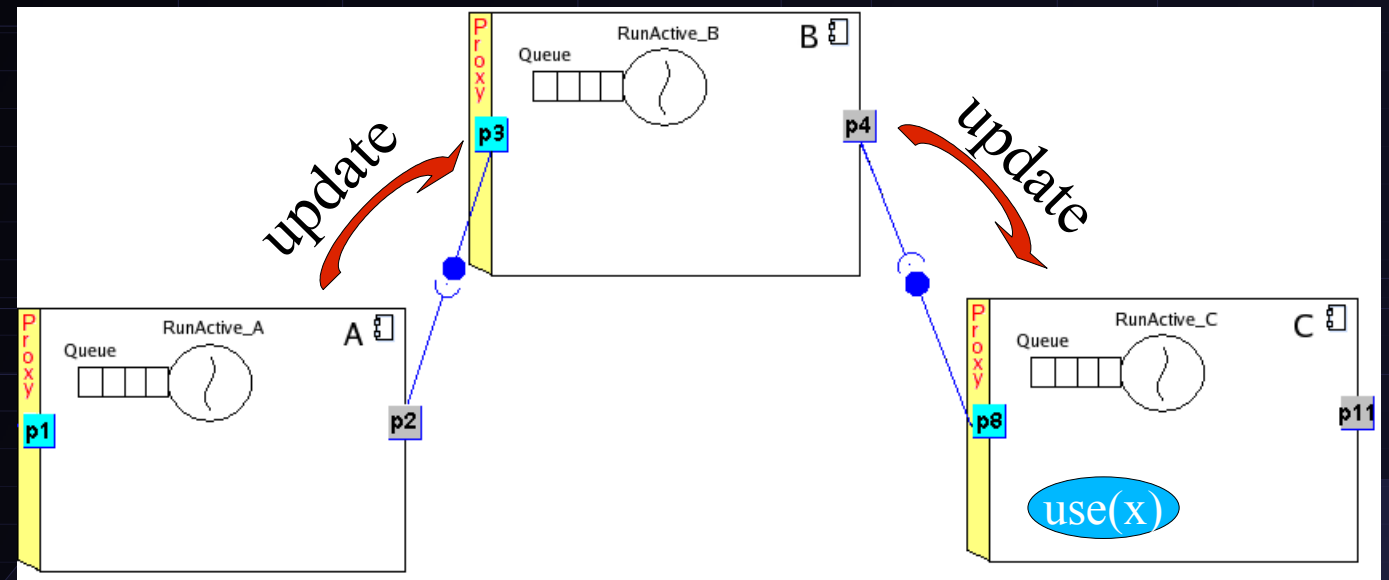 Proxy
RunActive_B
B
Queue
p3
p4
update
update
Proxy
RunActive_A
A
Queue
p1
p2
Proxy
RunActive_C
C
Queue
p8
p11
use(x)